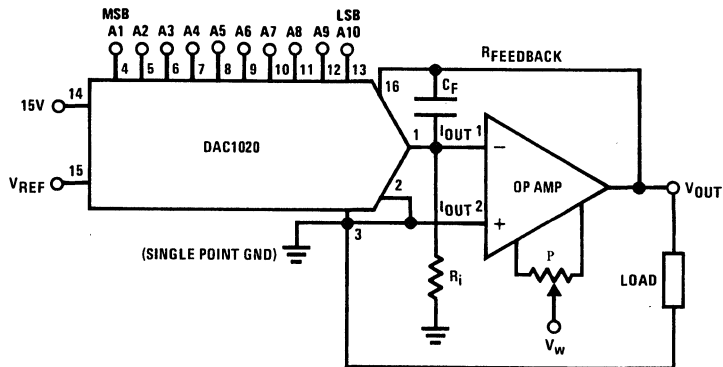 MSB LSB
A1 A2 A3 A4 A5 A6 A7 A8 A9 A10
4 5 6 7 8 9 10 11 12 13
16 RFEEDBACK
CF
15V 14
DAC1020
1 IOUT 1
−
OP AMP
VOUT
VREF 15
2
IOUT 2
+
3
(SINGLE POINT GND)
Ri
P
LOAD
Vw